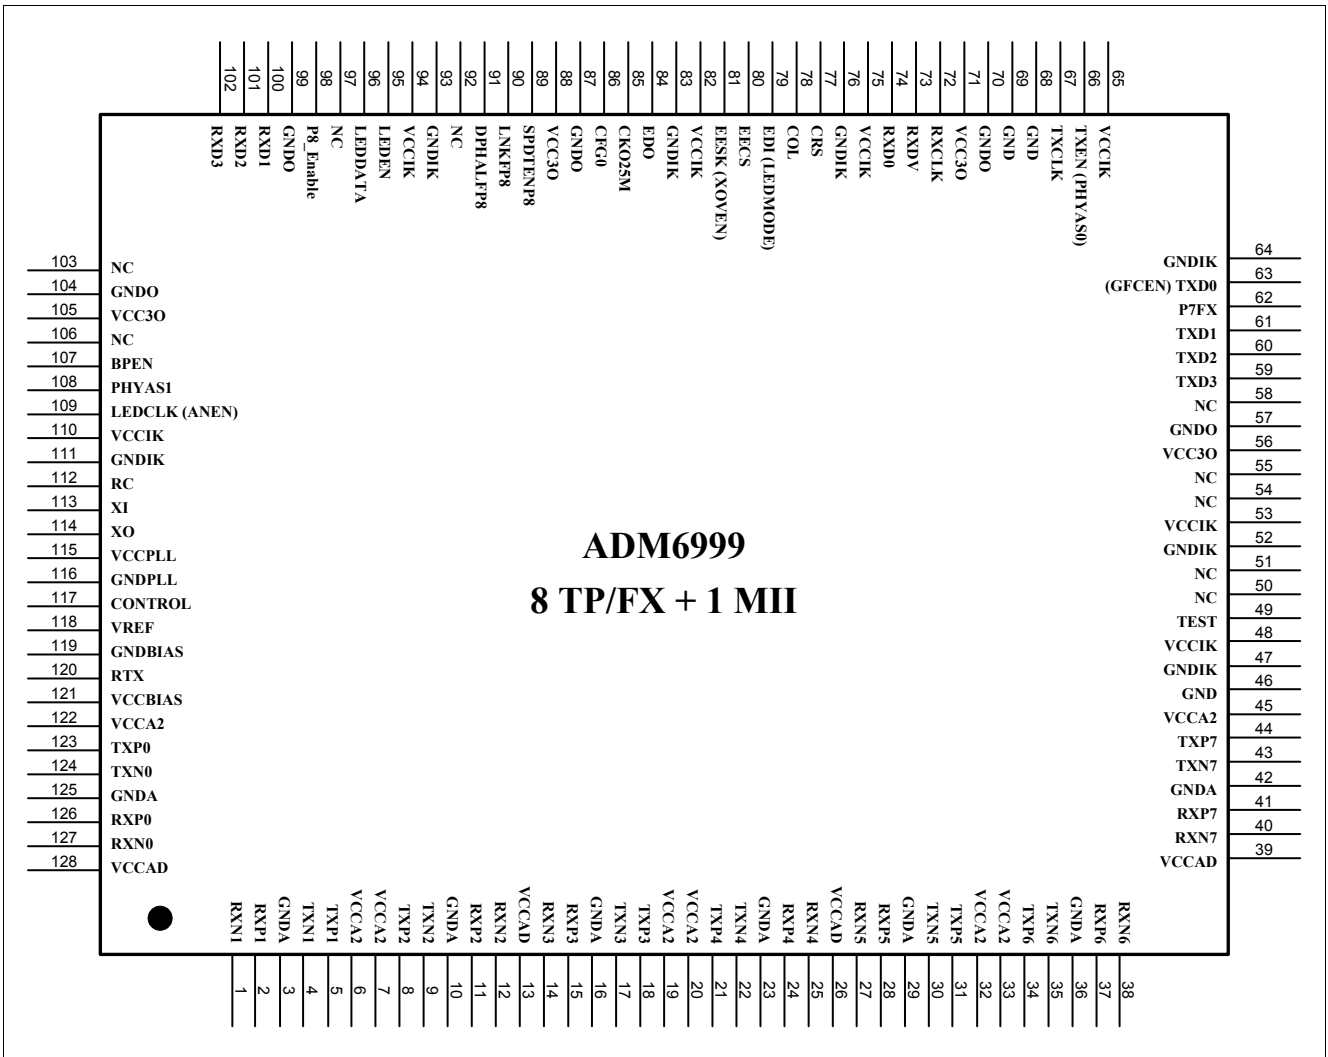 102 101 100 99 98 97 96 95 94 93 92 91 90 89 88 87 86 85 84 83 82 81 80 79 78 77 76 75 74 73 72 71 70 69 68 67 66 65
RXD3
RXD2
RXD1
GNDO
P8_Enable
NC
LEDDATA
LEDEN
VCCIK
GNDIK
NC
DPHALFP8
LNKFP8
SPDTENP8
VCC3O
GNDO
CFG0
CKO25M
EDO
GNDIK
VCCIK
EESK (XOVEN)
EECS
EDI (LEDMODE)
COL
CRS
GNDIK
VCCIK
RXD0
RXDV
RXCLK
VCC3O
GNDO
GND
GND
TXCLK
TXEN (PHYAS0)
VCCIK
103 NC
104 GNDO
105 VCC3O
106 NC
107 BPEN
108 PHYAS1
109 LEDCLK (ANEN)
110 VCCIK
111 GNDIK
112 RC
113 XI
114 XO
115 VCCPLL
116 GNDPLL
117 CONTROL
118 VREF
119 GNDBIAS
120 RTX
121 VCCBIAS
122 VCCA2
123 TXP0
124 TXN0
125 GNDA
126 RXP0
127 RXN0
128 VCCAD
ADM6999
8 TP/FX + 1 MII
GNDIK 64
(GFCEN) TXD0 63
P7FX 62
TXD1 61
TXD2 60
TXD3 59
NC 58
GNDO 57
VCC3O 56
NC 55
NC 54
VCCIK 53
GNDIK 52
NC 51
NC 50
TEST 49
VCCIK 48
GNDIK 47
GND 46
VCCA2 45
TXP7 44
TXN7 43
GNDA 42
RXP7 41
RXN7 40
VCCAD 39
RXN1
RXP1
GNDA
TXN1
TXP1
VCCA2
VCCA2
TXP2
TXN2
GNDA
RXP2
RXN2
VCCAD
RXN3
RXP3
GNDA
TXN3
TXP3
VCCA2
VCCA2
TXP4
TXN4
GNDA
RXP4
RXN4
VCCAD
RXN5
RXP5
GNDA
TXN5
TXP5
VCCA2
VCCA2
TXP6
TXN6
GNDA
RXP6
RXN6
1 2 3 4 5 6 7 8 9 10 11 12 13 14 15 16 17 18 19 20 21 22 23 24 25 26 27 28 29 30 31 32 33 34 35 36 37 38